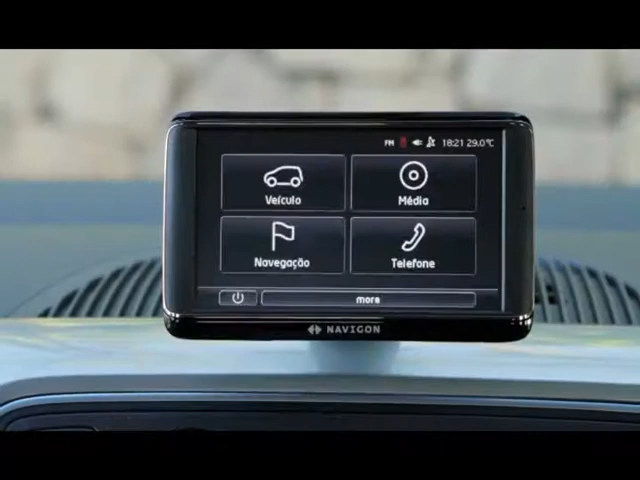 FM 18:21 29.0°C
Veículo
Média
Navegação
Telefone
more
NAVIGON